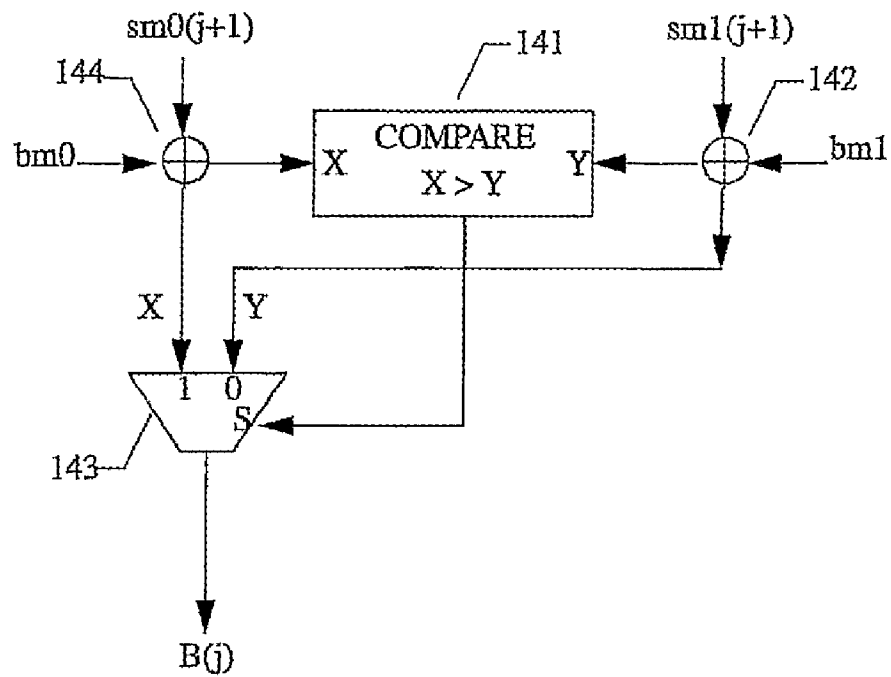 sm0(j+1)
141
sm1(j+1)
144
142
COMPARE
bm0
X
Y
bm1
X > Y
X
Y
1
0
S
143
B(j)